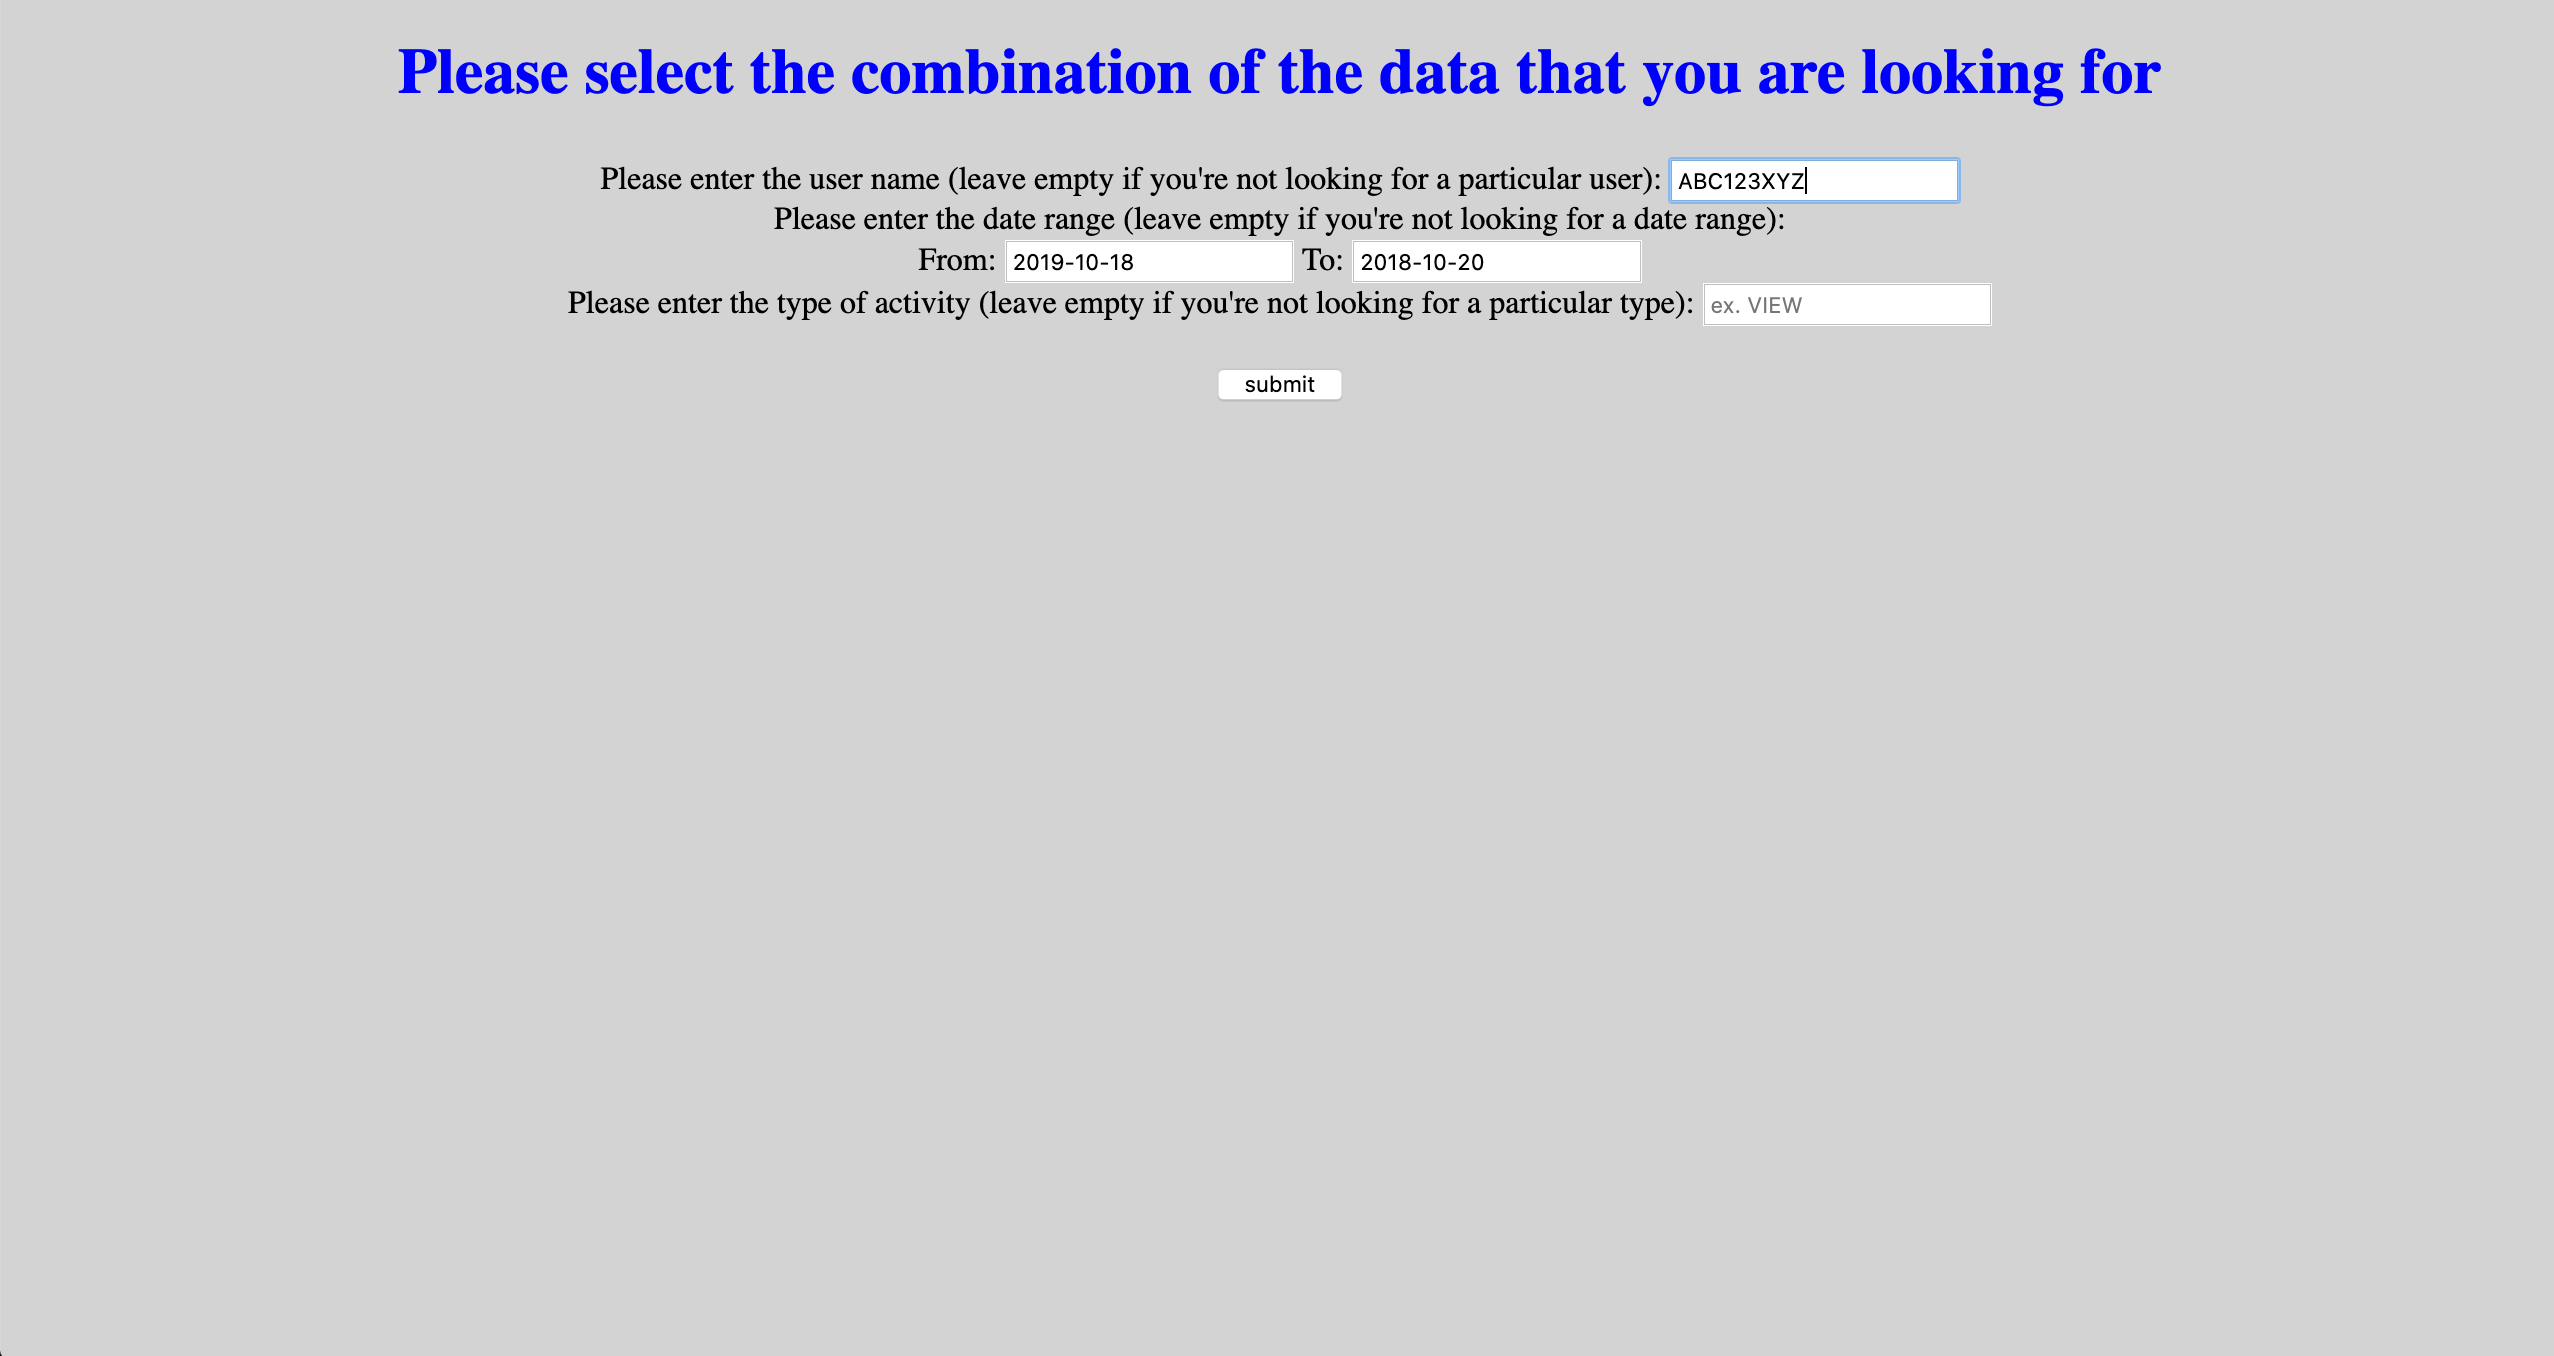 Please select the combination of the data that you are looking for
Please enter the user name (leave empty if you're not looking for a particular user): ABC123XYZ
Please enter the date range (leave empty if you're not looking for a date range):
From: 2019-10-18 To: 2018-10-20
Please enter the type of activity (leave empty if you're not looking for a particular type): ex. VIEW
submit